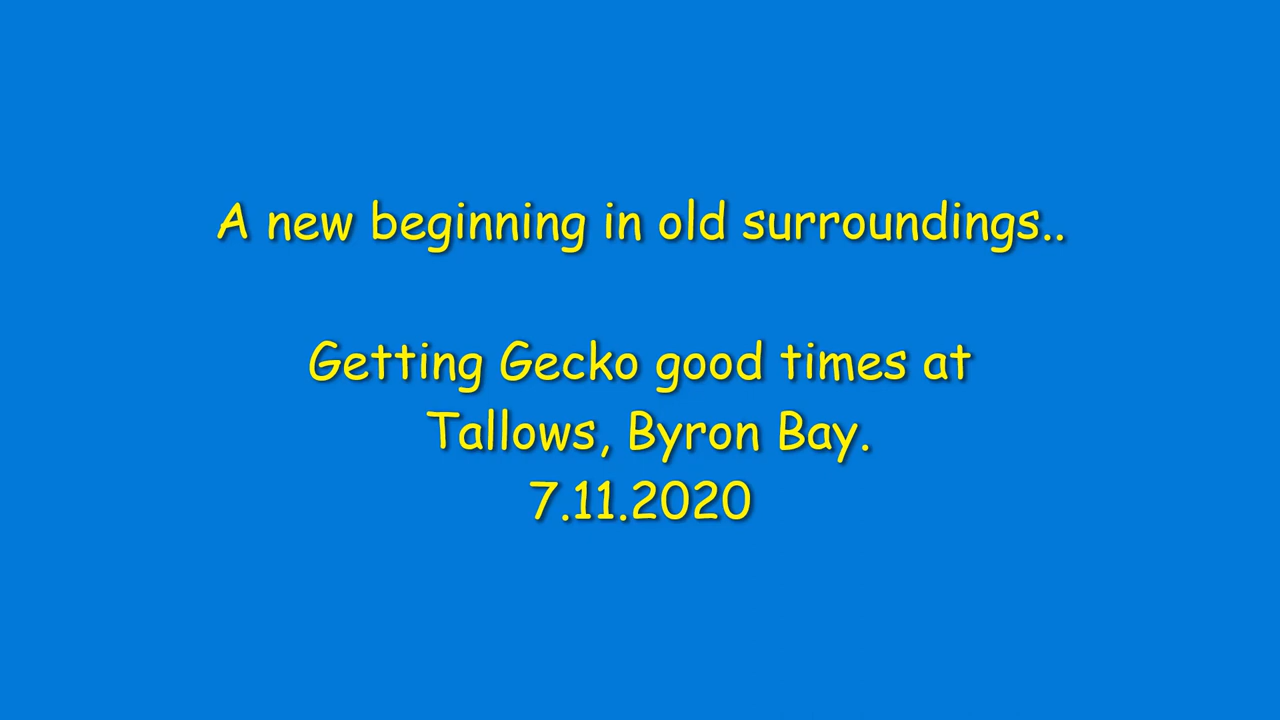 A new beginning in old surroundings..
Getting Gecko good times at
Tallows, Byron Bay.
7.11.2020